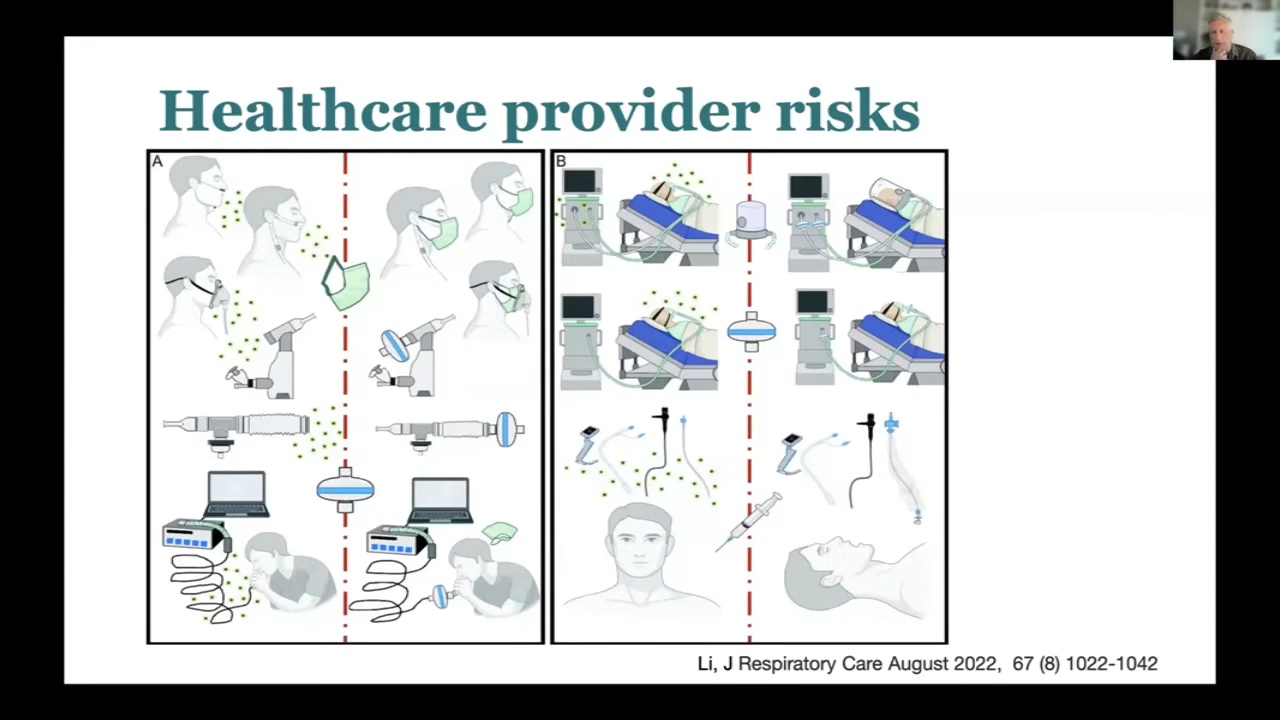 Healthcare provider risks
A
B
Li, J Respiratory Care August 2022, 67 (8) 1022-1042